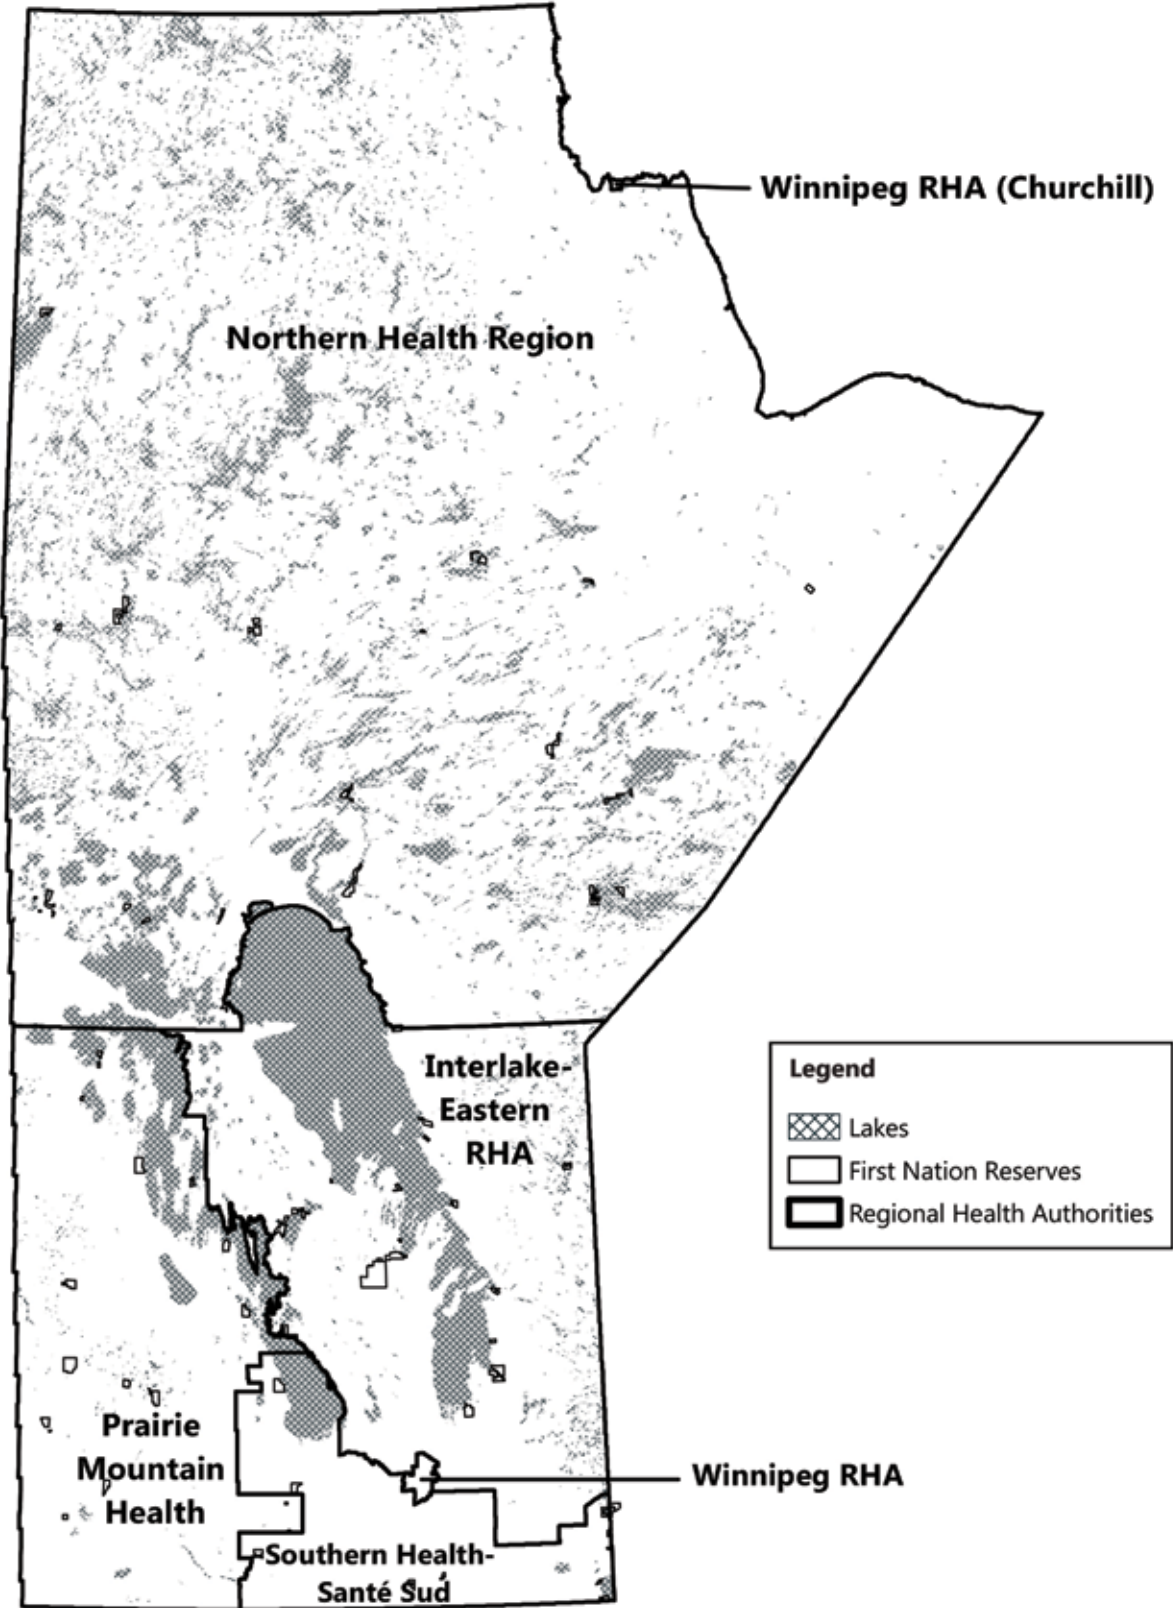 Winnipeg RHA (Churchill)
Northern Health Region
Interlake-
Eastern
RHA
Legend
Lakes
First Nation Reserves
Regional Health Authorities
Prairie
Mountain
Health
Winnipeg RHA
Southern Health-
Santé Sud